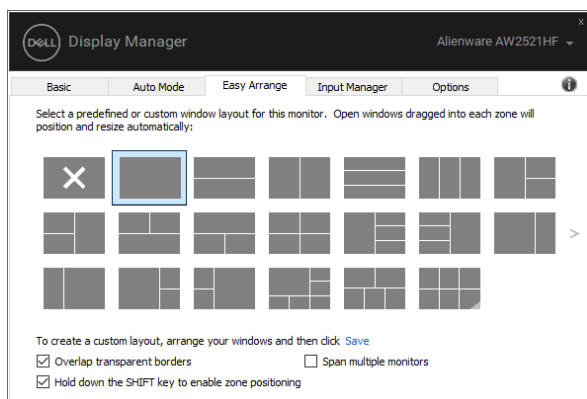 x
DELL Display Manager Alienware AW2521HF
Basic Auto Mode Easy Arrange Input Manager Options i
Select a predefined or custom window layout for this monitor. Open windows dragged into each zone will
position and resize automatically:
>
To create a custom layout, arrange your windows and then click Save
Overlap transparent borders Span multiple monitors
Hold down the SHIFT key to enable zone positioning